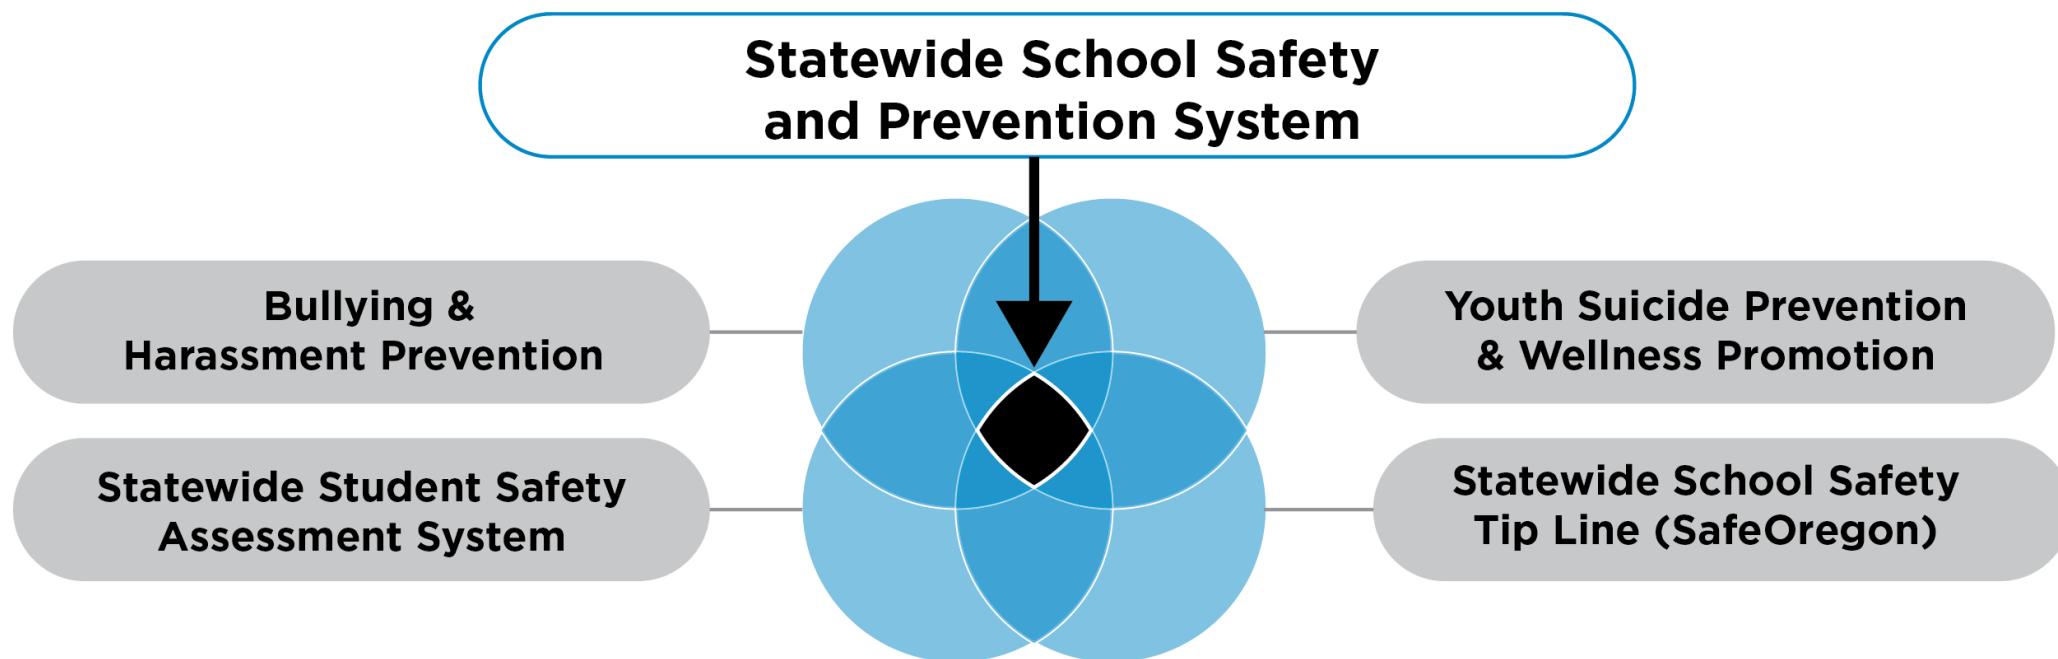 Statewide School Safety
and Prevention System
Bullying &
Harassment Prevention
Youth Suicide Prevention
& Wellness Promotion
Statewide Student Safety
Assessment System
Statewide School Safety
Tip Line (SafeOregon)